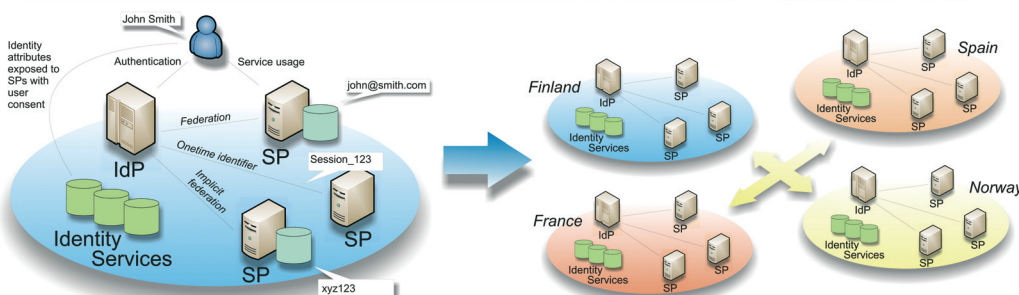 John Smith
Identity
attributes
exposed to
SPs with
user
consent
Authentication
Service usage
john@smith.com
Federation
Onetime identifier
Implicit
federation
Session_123
IdP
SP
SP
SP
Identity
Services
xyz123
Finland
IdP
SP
SP
SP
Identity
Services
Spain
IdP
SP
SP
SP
Identity
Services
France
IdP
SP
SP
SP
Identity
Services
Norway
IdP
SP
SP
SP
Identity
Services